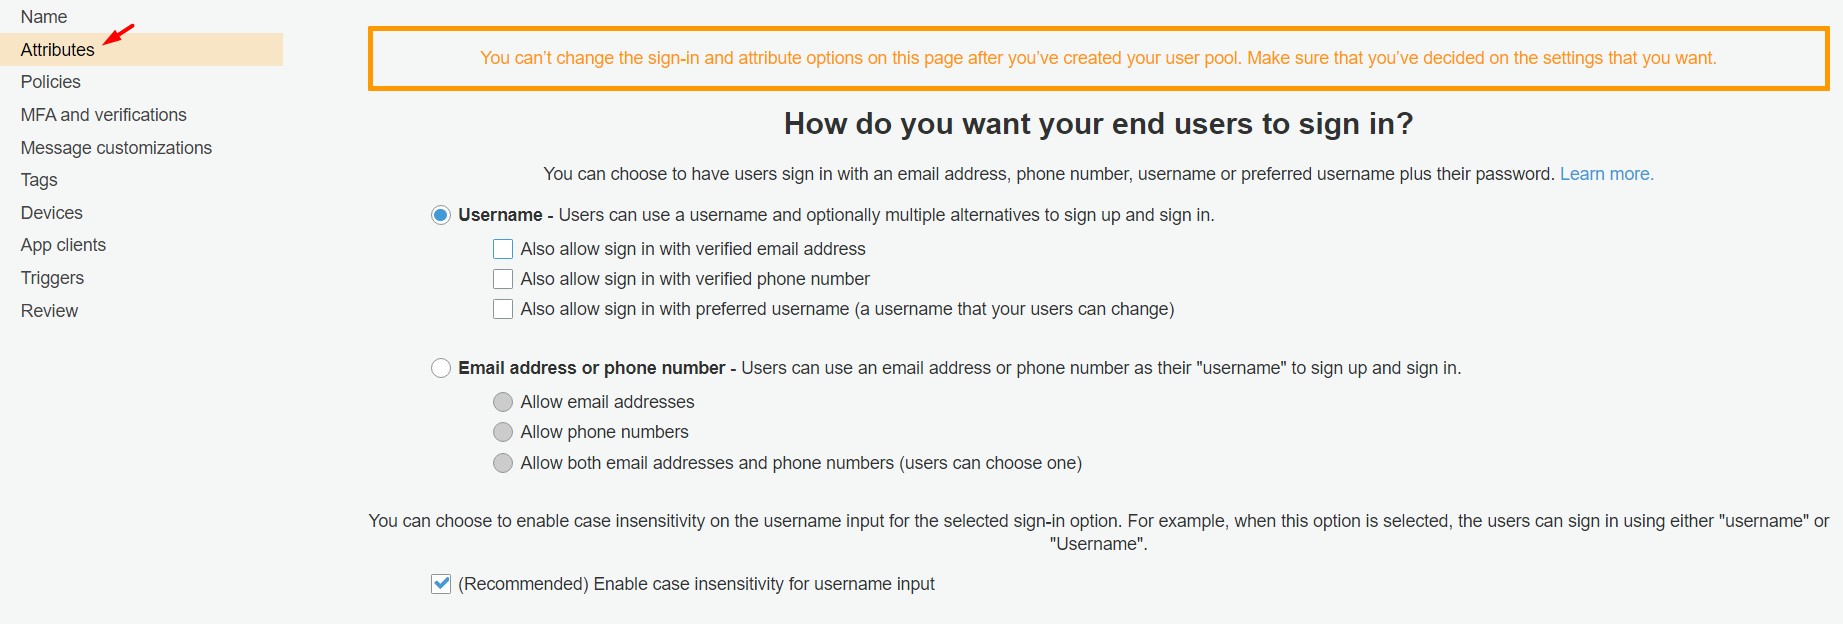 Name
Attributes
Policies
MFA and verifications
Message customizations
Tags
Devices
App clients
Triggers
Review
You can’t change the sign-in and attribute options on this page after you’ve created your user pool. Make sure that you’ve decided on the settings that you want.
How do you want your end users to sign in?
You can choose to have users sign in with an email address, phone number, username or preferred username plus their password. Learn more.
Username - Users can use a username and optionally multiple alternatives to sign up and sign in.
Also allow sign in with verified email address
Also allow sign in with verified phone number
Also allow sign in with preferred username (a username that your users can change)
Email address or phone number - Users can use an email address or phone number as their "username" to sign up and sign in.
Allow email addresses
Allow phone numbers
Allow both email addresses and phone numbers (users can choose one)
You can choose to enable case insensitivity on the username input for the selected sign-in option. For example, when this option is selected, the users can sign in using either "username" or
"Username".
(Recommended) Enable case insensitivity for username input